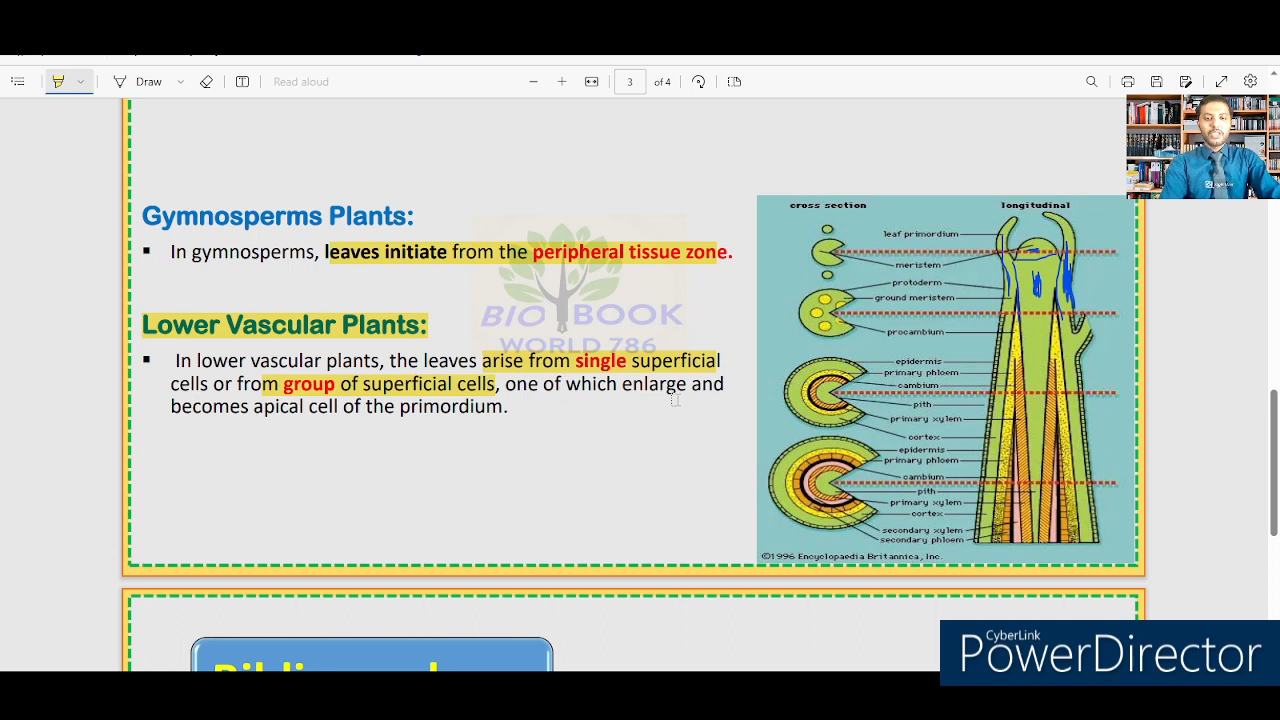 Draw
Read aloud
3
of 4
Gymnosperms Plants:
In gymnosperms, leaves initiate from the peripheral tissue zone.
BIO BOOK
WORLD 786
Lower Vascular Plants:
In lower vascular plants, the leaves arise from single superficial
cells or from group of superficial cells, one of which enlarge and
becomes apical cell of the primordium.
cross section
longitudinal
leaf primordium
meristem
protoderm
ground meristem
procambium
epidermis
primary phloem
cambium
pith
primary xylem
cortex
epidermis
primary phloem
cambium
pith
primary xylem
cortex
secondary xylem
secondary phloem
©1996 Encyclopaedia Britannica, Inc.
CyberLink
PowerDirector